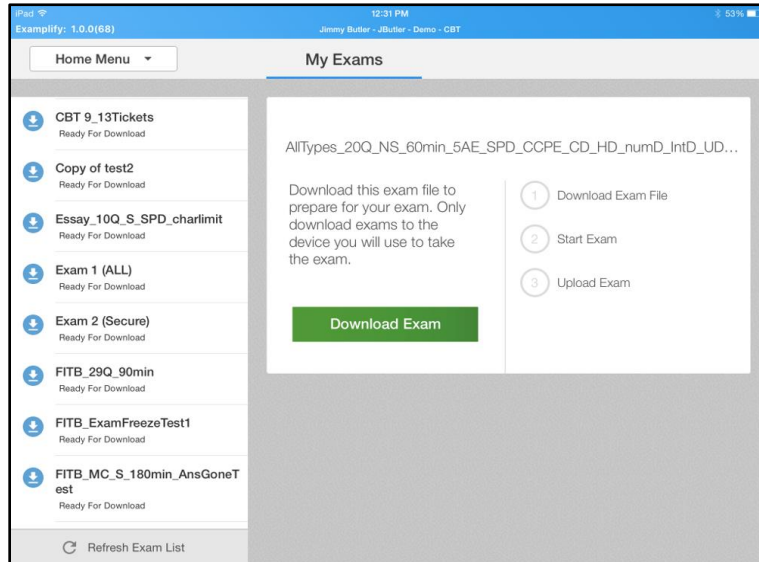 iPad 12:31 PM 53%
Examplify: 1.0.0(68) Jimmy Butler - JButler - Demo - CBT
Home Menu My Exams
CBT 9_13Tickets
Ready For Download
Copy of test2
Ready For Download
Essay_10Q_S_SPD_charlimit
Ready For Download
Exam 1 (ALL)
Ready For Download
Exam 2 (Secure)
Ready For Download
FITB_29Q_90min
Ready For Download
FITB_ExamFreezeTest1
Ready For Download
FITB_MC_S_180min_AnsGoneT
est
Ready For Download
Refresh Exam List
AllTypes_20Q_NS_60min_5AE_SPD_CCPE_CD_HD_numD_IntD_UD...
Download this exam file to
prepare for your exam. Only
download exams to the
device you will use to take
the exam.
Download Exam
1 Download Exam File
2 Start Exam
3 Upload Exam